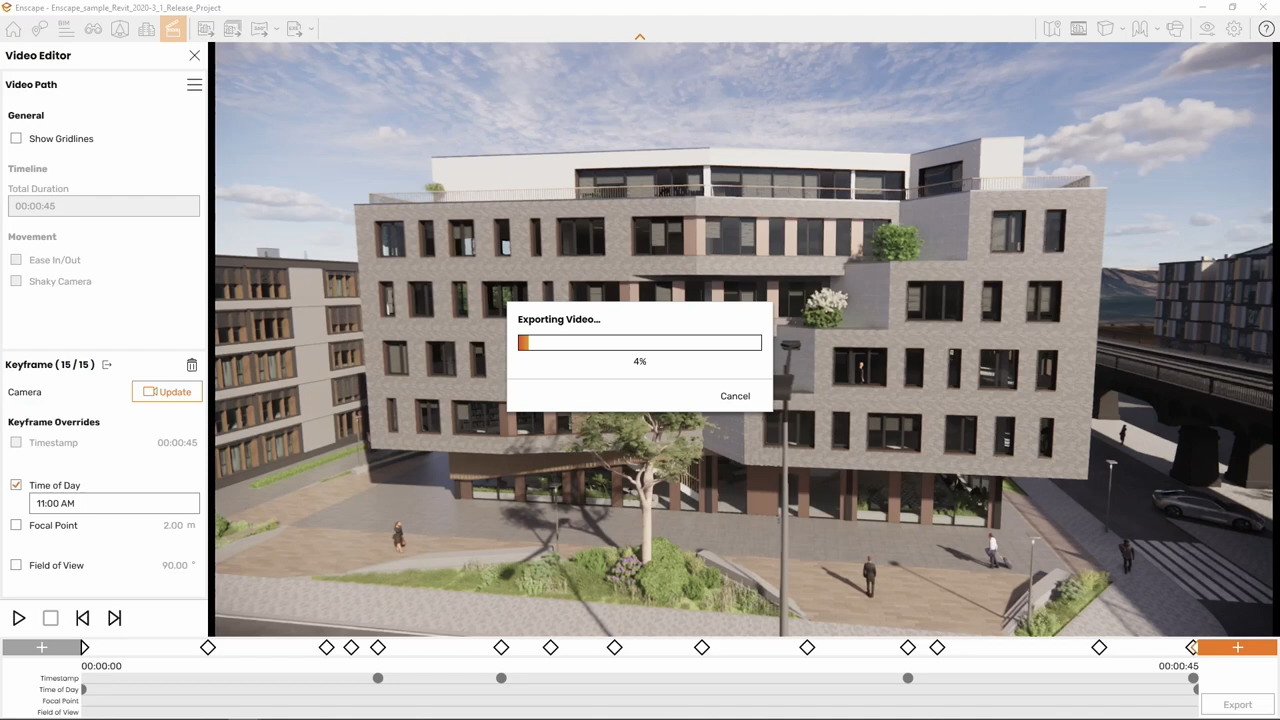 Enscape - Enscape_sample_Revit_2020-3_1_Release_Project
Video Editor
Video Path
General
Show Gridlines
Timeline
Total Duration
00:00:45
Movement
Ease In/Out
Shaky Camera
Keyframe ( 15 / 15 )
Camera
Update
Keyframe Overrides
Timestamp 00:00:45
Time of Day
11:00 AM
Focal Point 2.00 m
Field of View 90.00 °
Exporting Video...
4%
Cancel
00:00:00
00:00:45
Timestamp
Time of Day
Focal Point
Field of View
Export